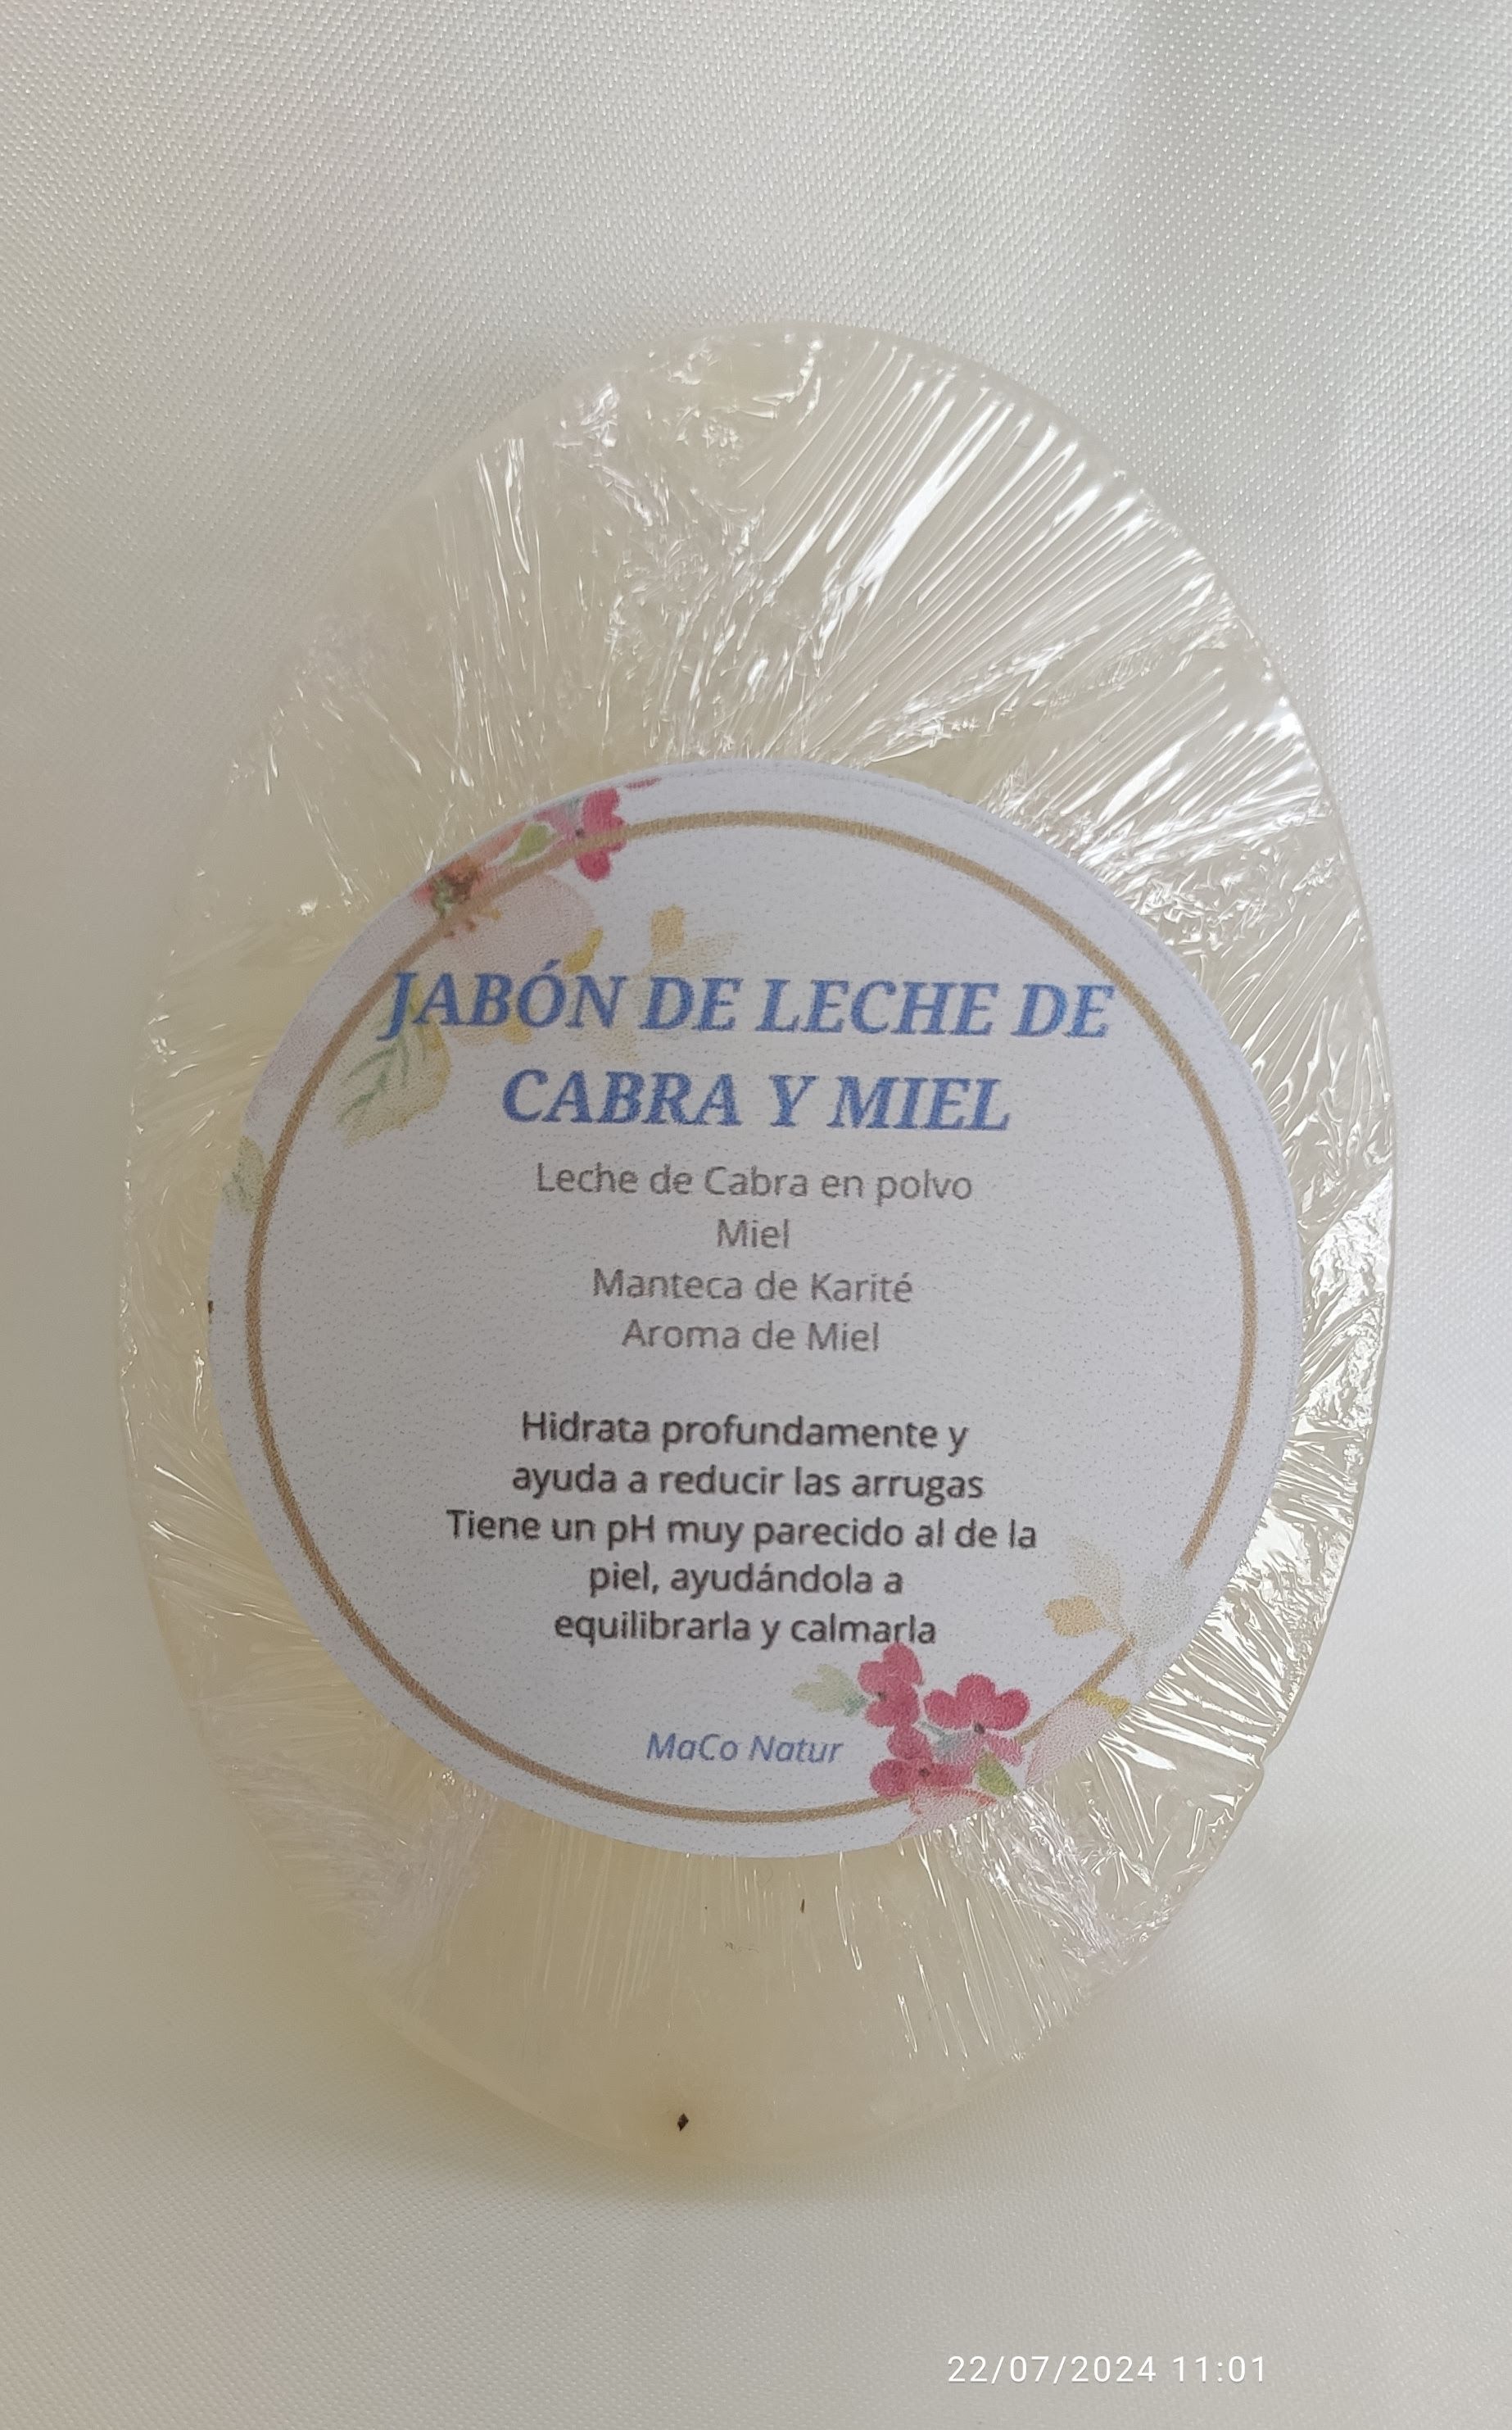 JABÓN DE LECHE DE
CABRA Y MIEL
Leche de Cabra en polvo
Miel
Manteca de Karité
Aroma de Miel
Hidrata profundamente y
ayuda a reducir las arrugas
Tiene un pH muy parecido al de la
piel, ayudándola a
equilibrarla y calmarla
MaCo Natur
22/07/2024 11:01